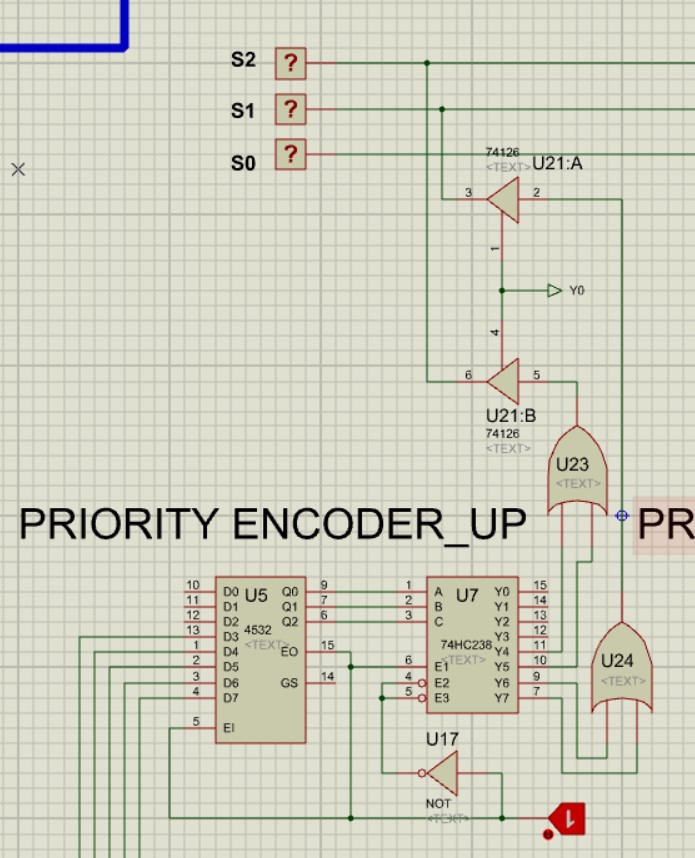 S2 ?
S1 ?
S0 ?
74126
<TEXT>
U21:A
3 2
1
Y0
4
6 5
U21:B
74126
<TEXT>
U23
<TEXT>
PRIORITY ENCODER_UP PR
U5
4532
<TEXT>
10 D0 Q0 9
11 D1 Q1 7
12 D2 Q2 6
13 D3
1 D4 EO 15
2 D5
3 D6 GS 14
4 D7
5 EI
U7
74HC238
<TEXT>
1 A Y0 15
2 B Y1 14
3 C Y2 13
Y3 12
Y4 11
6 E1 Y5 10
4 E2 Y6 9
5 E3 Y7 7
U24
<TEXT>
U17
NOT
<TEXT>
1